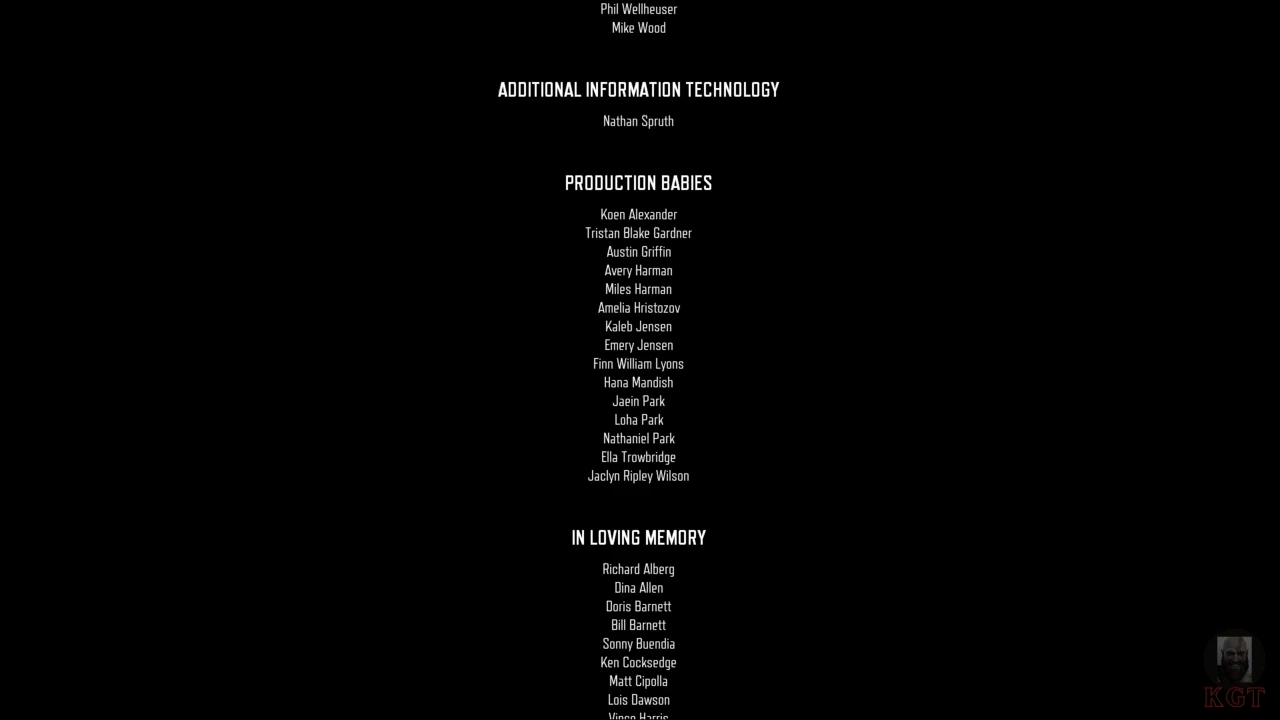 Phil Wellheuser
Mike Wood
ADDITIONAL INFORMATION TECHNOLOGY
Nathan Spruth
PRODUCTION BABIES
Koen Alexander
Tristan Blake Gardner
Austin Griffin
Avery Harman
Miles Harman
Amelia Hristozov
Kaleb Jensen
Emery Jensen
Finn William Lyons
Hana Mandish
Jaein Park
Loha Park
Nathaniel Park
Ella Trowbridge
Jaclyn Ripley Wilson
IN LOVING MEMORY
Richard Alberg
Dina Allen
Doris Barnett
Bill Barnett
Sonny Buendia
Ken Cocksedge
Matt Cipolla
Lois Dawson
Vince Harris
KGT